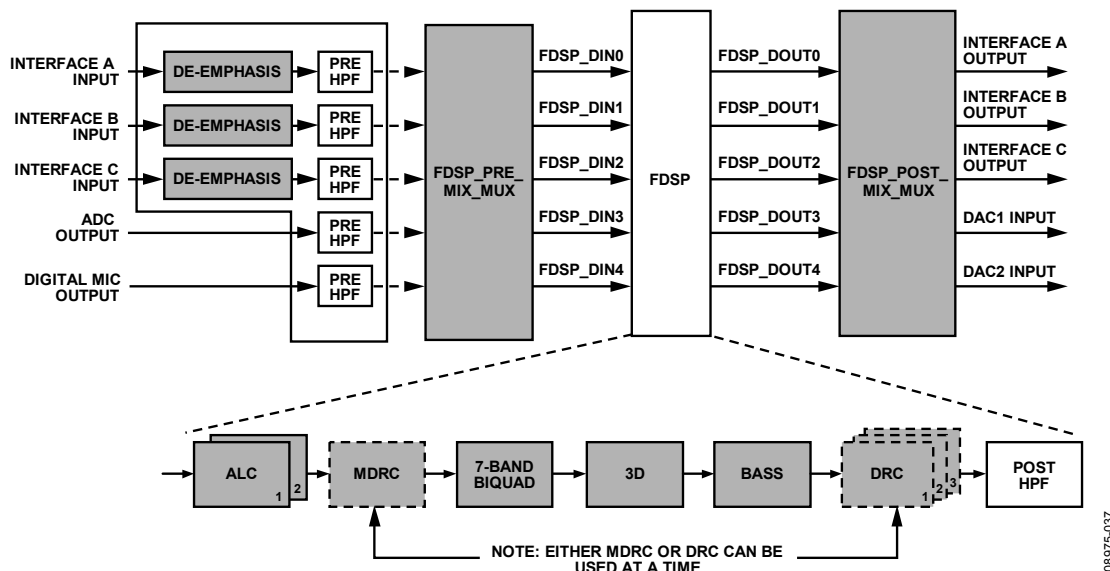 INTERFACE A
INPUT
DE-EMPHASIS
PRE
HPF
INTERFACE B
INPUT
DE-EMPHASIS
PRE
HPF
INTERFACE C
INPUT
DE-EMPHASIS
PRE
HPF
ADC
OUTPUT
PRE
HPF
DIGITAL MIC
OUTPUT
PRE
HPF
FDSP_PRE_
MIX_MUX
FDSP_DIN0
FDSP_DIN1
FDSP_DIN2
FDSP_DIN3
FDSP_DIN4
FDSP
FDSP_DOUT0
FDSP_DOUT1
FDSP_DOUT2
FDSP_DOUT3
FDSP_DOUT4
FDSP_POST_
MIX_MUX
INTERFACE A
OUTPUT
INTERFACE B
OUTPUT
INTERFACE C
OUTPUT
DAC1 INPUT
DAC2 INPUT
ALC
1
2
MDRC
7-BAND
BIQUAD
3D
BASS
DRC
1
2
3
POST
HPF
NOTE: EITHER MDRC OR DRC CAN BE
USED AT A TIME
08975-037